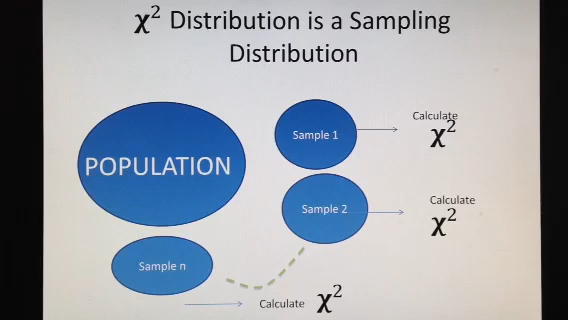 χ² Distribution is a Sampling
Distribution
POPULATION
Sample 1
Calculate
χ²
Sample 2
Calculate
χ²
Sample n
Calculate χ²